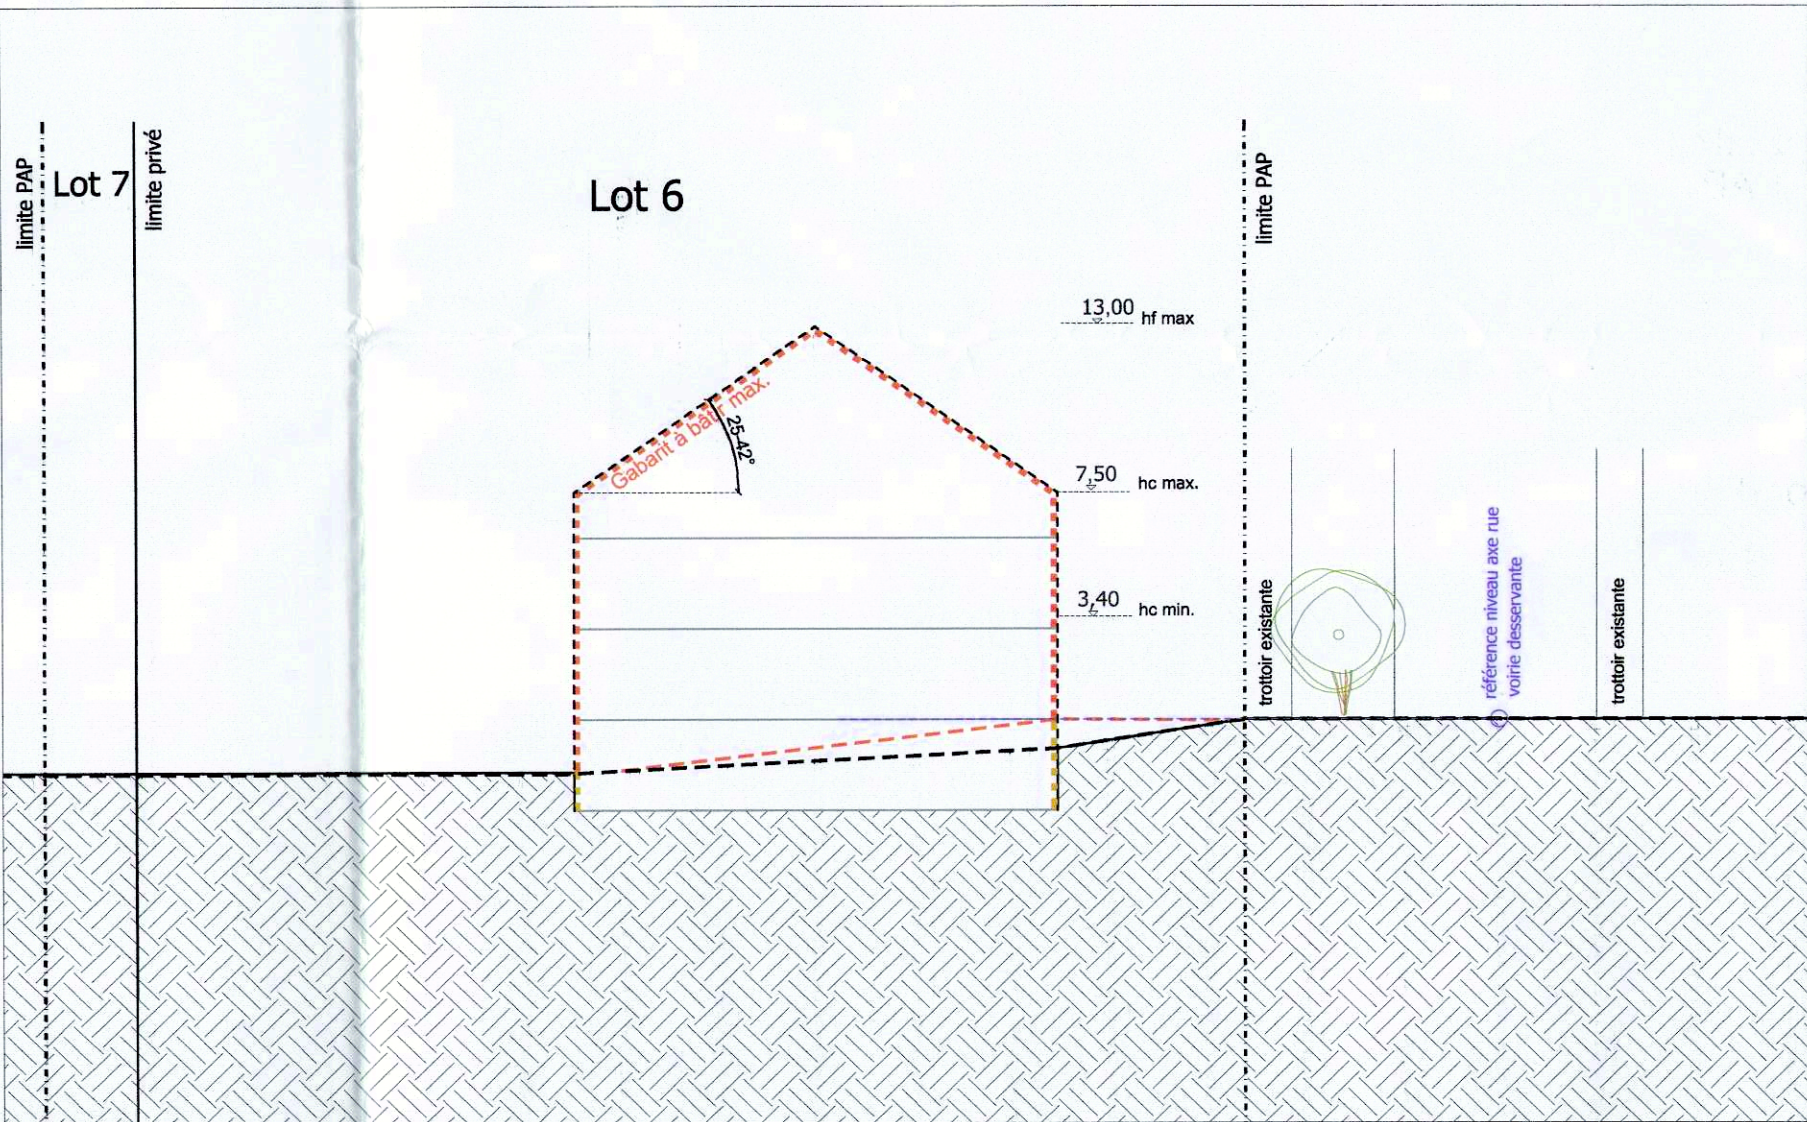 limite PAP
Lot 7
limite privé
Lot 6
limite PAP
13,00 hf max
Gabarit à bâtir max.
25-42°
7,50 hc max.
3,40 hc min.
trottoir existante
référence niveau axe rue
voirie desservante
trottoir existante